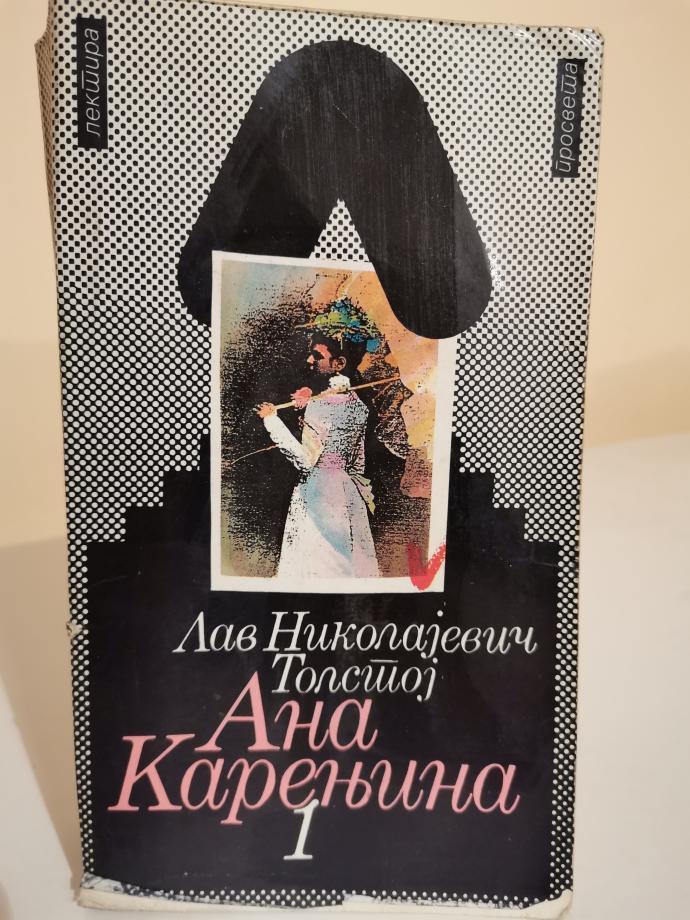 лектира
просвета
Лав Николајевич
Толстој
Ана
Карењина
1